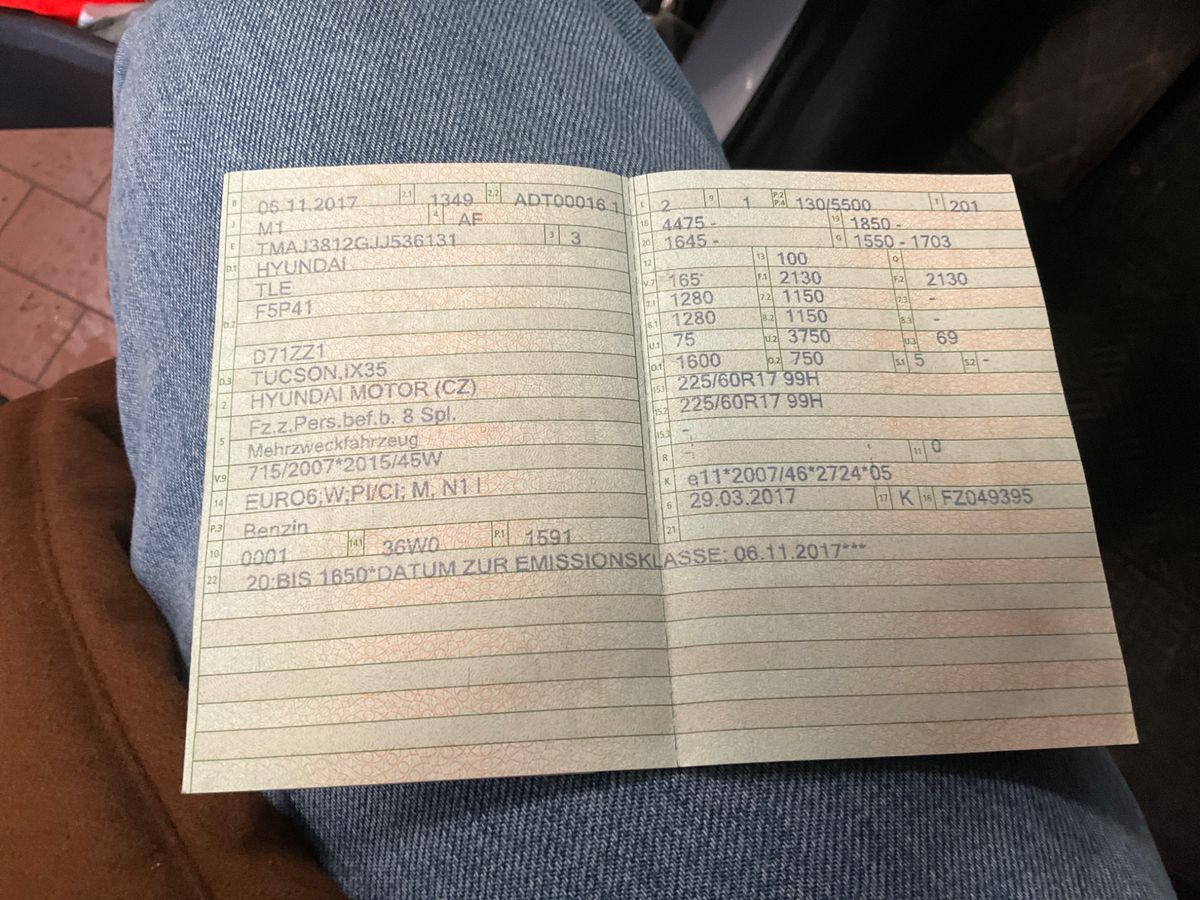 B 06.11.2017 2.1 1349 2.2 ADT00016 1
J M1 4 AF
E TMAJ3812GJJ536131 3 3
D.1 HYUNDAI
TLE
F5P41
D.2
D71ZZ1
D.3 TUCSON,IX35
2 HYUNDAI MOTOR (CZ)
Fz.z.Pers.bef.b. 8 Spl.
5 Mehrzweckfahrzeug
V.9 715/2007*2015/45W
14 EURO6;W;PI/CI; M, N1 I
P.3 Benzin
10 0001 14.1 36W0 P.1 1591
22 20:BIS 1650*DATUM ZUR EMISSIONSKLASSE: 06.11.2017***
L 2 9 1 P.2 P.4 130/5500 T 201
18 4475 - 19 1850 -
20 1645 - G 1550 - 1703
12 13 100 Q
V.7 165 F.1 2130 F.2 2130
7.1 1280 7.2 1150 7.3 -
8.1 1280 8.2 1150 8.3 -
U.1 75 U.2 3750 U.3 69
O.1 1600 O.2 750 S.1 5 S.2 -
15.1 225/60R17 99H
15.2 225/60R17 99H
15.3 -
R - 11 0
K e11*2007/46*2724*05
6 29.03.2017 17 K 16 FZ049395
21